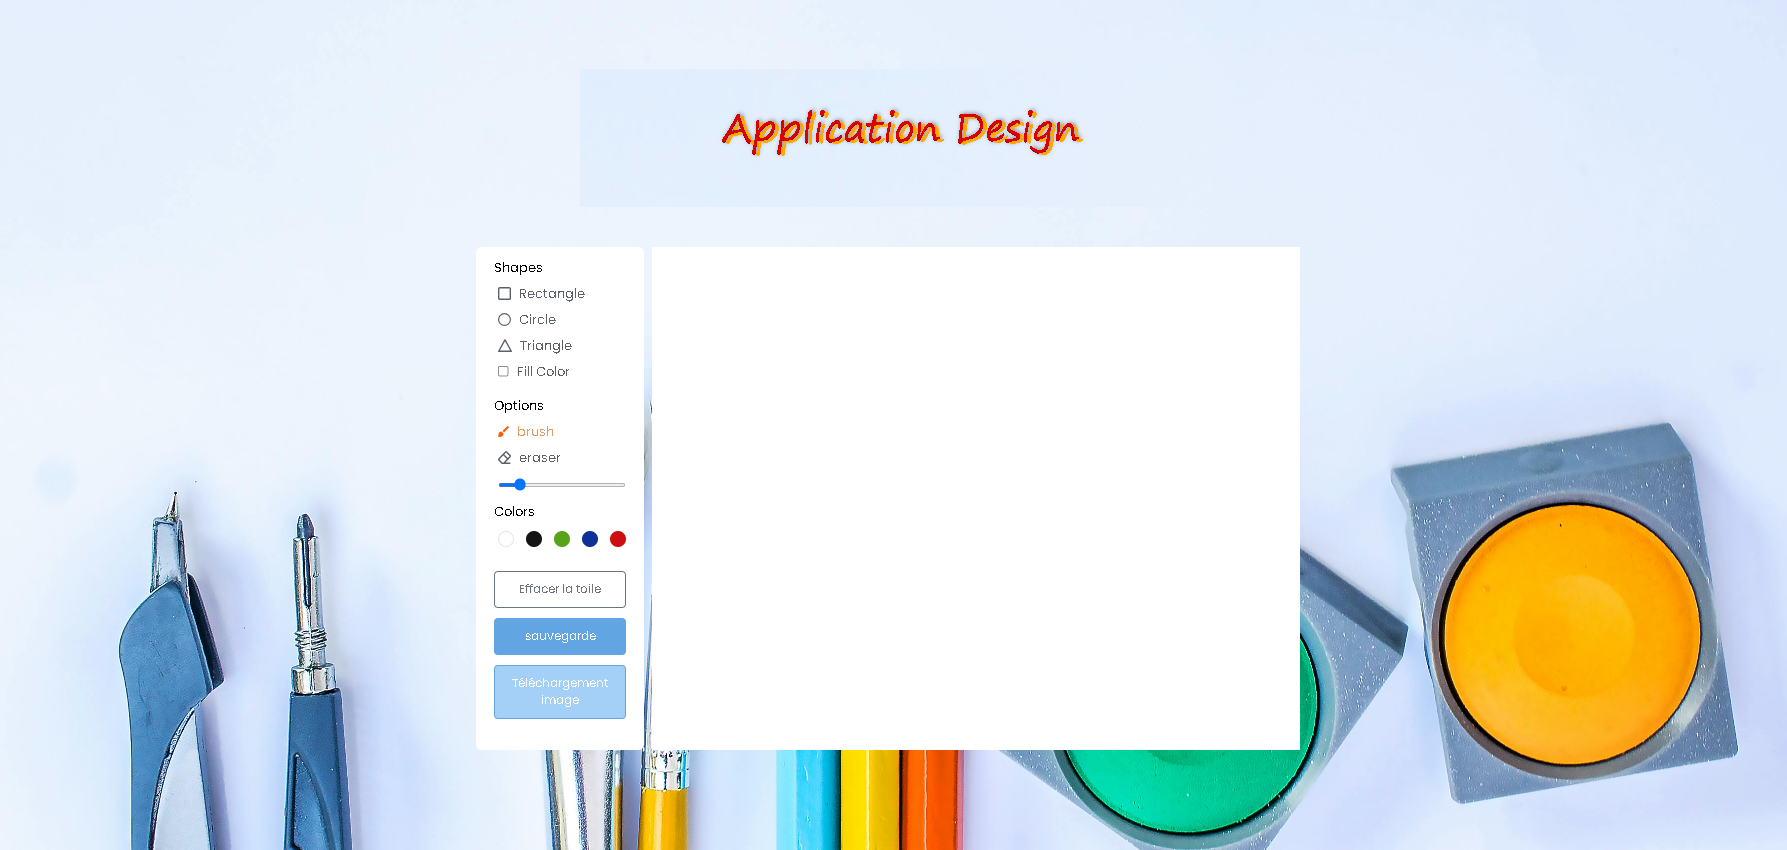 Application Design
Shapes
Rectangle
Circle
Triangle
Fill Color
Options
brush
eraser
Colors
Effacer la toile
sauvegarde
Téléchargement
image